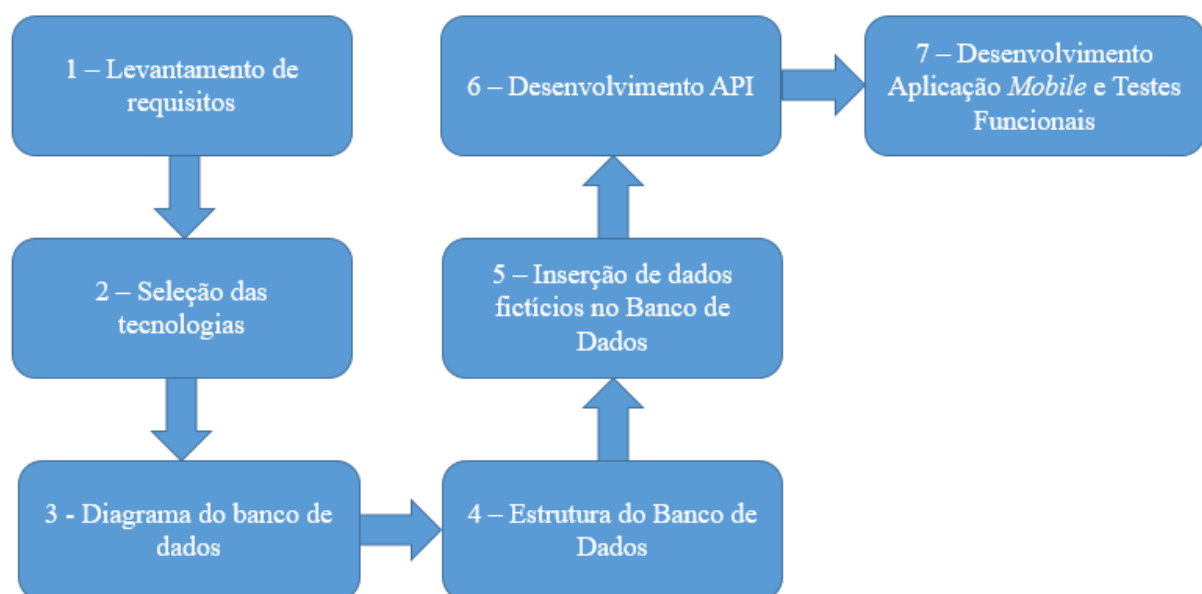 1 – Levantamento de
requisitos
2 – Seleção das
tecnologias
3 - Diagrama do banco de
dados
4 – Estrutura do Banco de
Dados
5 – Inserção de dados
fictícios no Banco de
Dados
6 – Desenvolvimento API
7 – Desenvolvimento
Aplicação Mobile e Testes
Funcionais